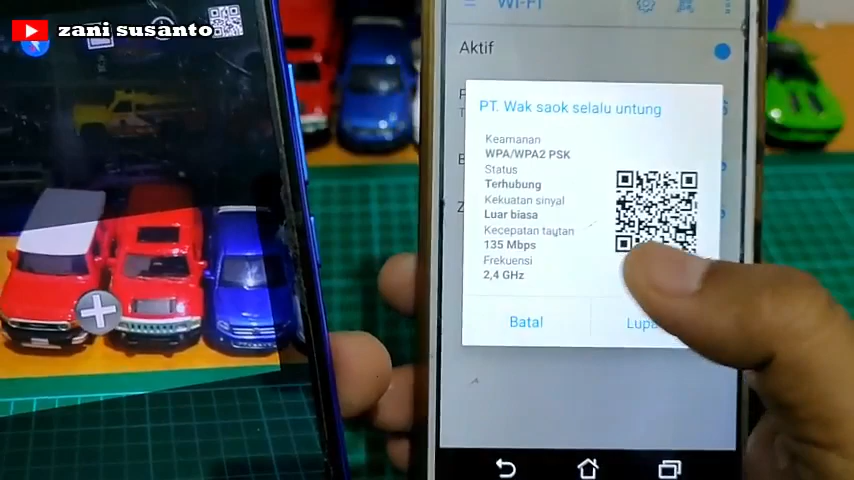 zani susanto
Wi-Fi
Aktif
PT. Wak saok selalu untung
Keamanan
WPA/WPA2 PSK
Status
Terhubung
Kekuatan sinyal
Luar biasa
Kecepatan tautan
135 Mbps
Frekuensi
2,4 GHz
Batal